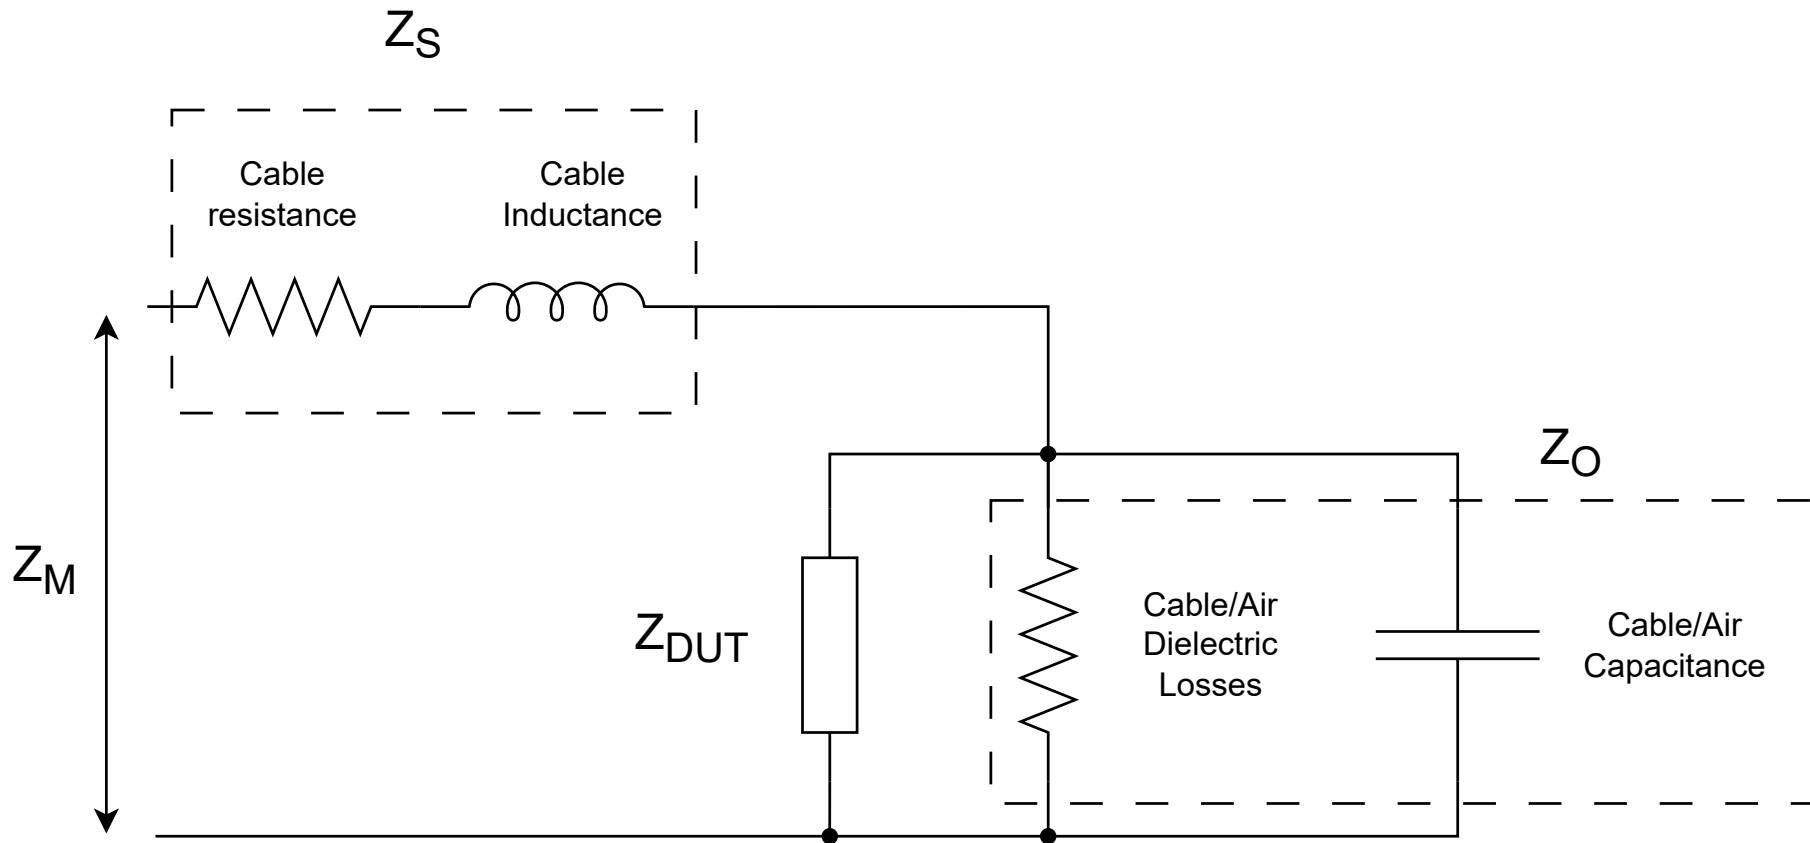 ZS
Cable
resistance
Cable
Inductance
ZO
ZM
ZDUT
Cable/Air
Dielectric
Losses
Cable/Air
Capacitance